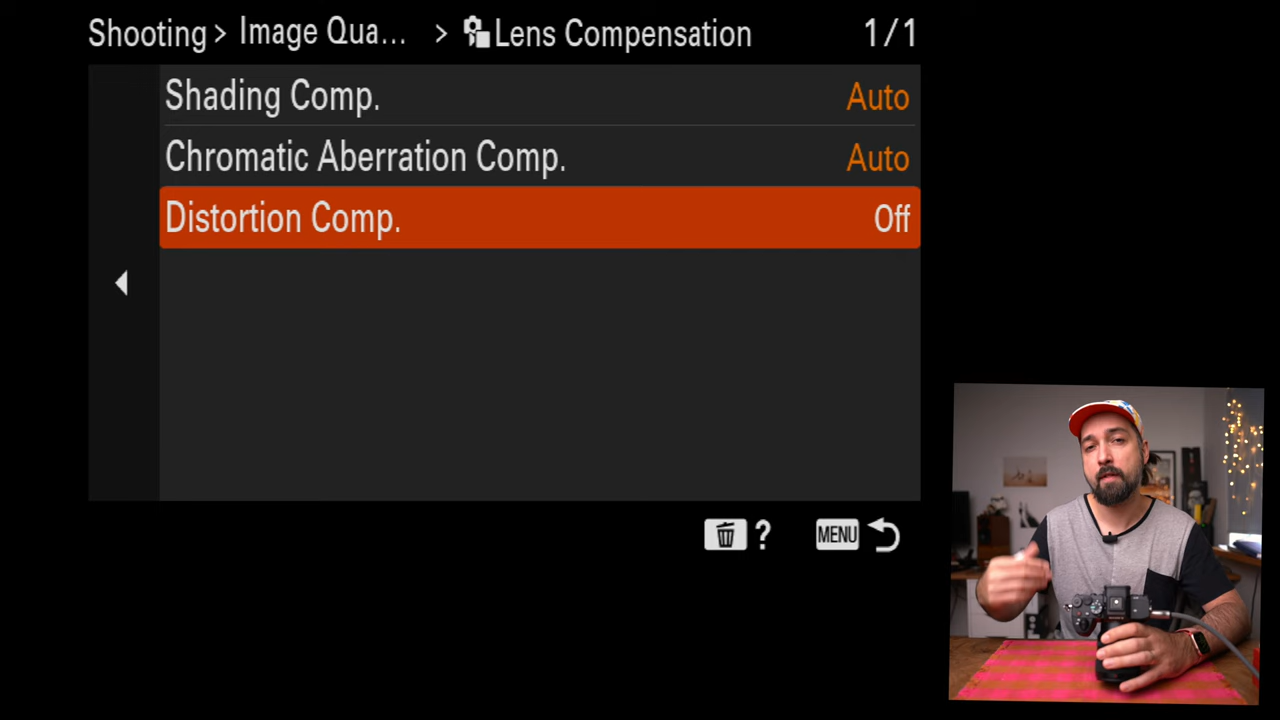 Shooting > Image Qua... > Lens Compensation 1/1
Shading Comp. Auto
Chromatic Aberration Comp. Auto
Distortion Comp. Off
? MENU